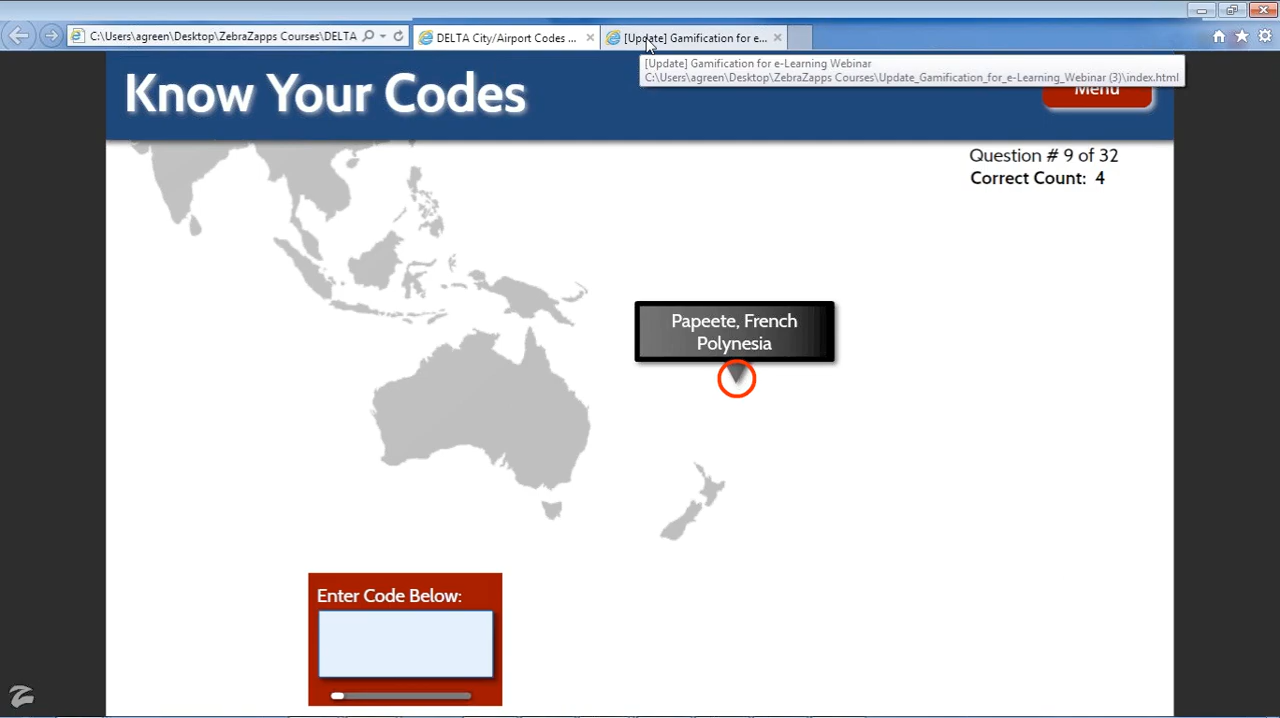 C:\Users\agreen\Desktop\ZebraZapps Courses\DELTA
DELTA City/Airport Codes ...
[Update] Gamification for e...
[Update] Gamification for e-Learning Webinar
C:\Users\agreen\Desktop\ZebraZapps Courses\Update_Gamification_for_e-Learning_Webinar (3)\index.html
Know Your Codes
Menu
Question # 9 of 32
Correct Count: 4
Papeete, French
Polynesia
Enter Code Below: